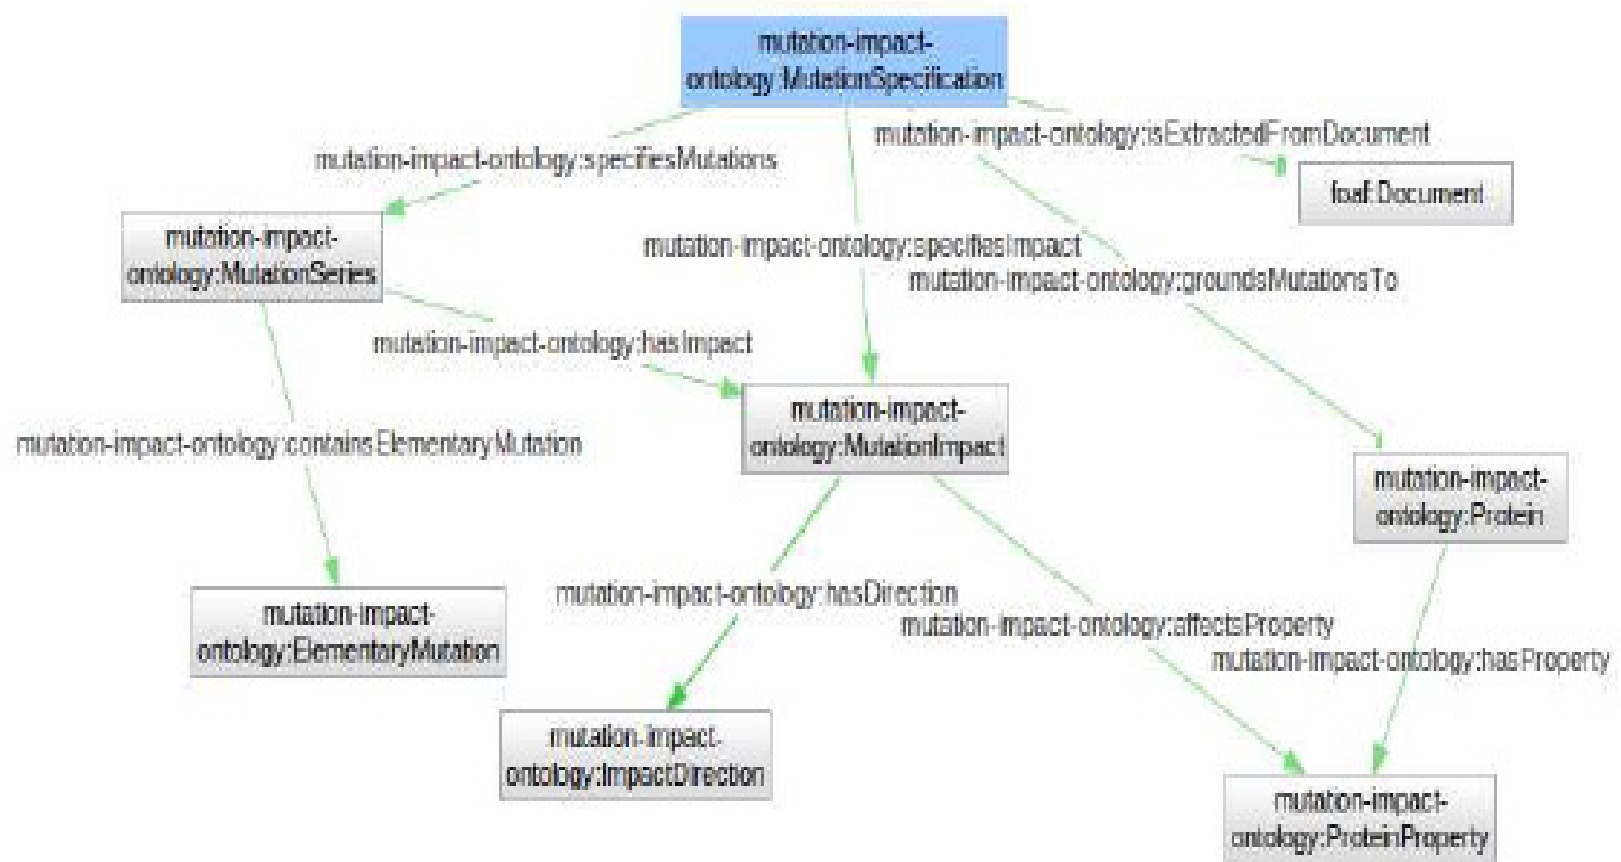 mutation-impact-
ontology:MutationSpecification
mutation-impact-ontology:isExtractedFromDocument
mutation-impact-ontology:specifiesMutations
foaf:Document
mutation-impact-
ontology:MutationSeries
mutation-impact-ontology:specifiesImpact
mutation-impact-ontology:groundsMutationsTo
mutation-impact-ontology:hasImpact
mutation-impact-
ontology:MutationImpact
mutation-impact-ontology:containsElementaryMutation
mutation-impact-
ontology:Protein
mutation-impact-ontology:hasDirection
mutation-impact-
ontology:ElementaryMutation
mutation-impact-ontology:affectsProperty
mutation-impact-ontology:hasProperty
mutation-impact-
ontology:ImpactDirection
mutation-impact-
ontology:ProteinProperty